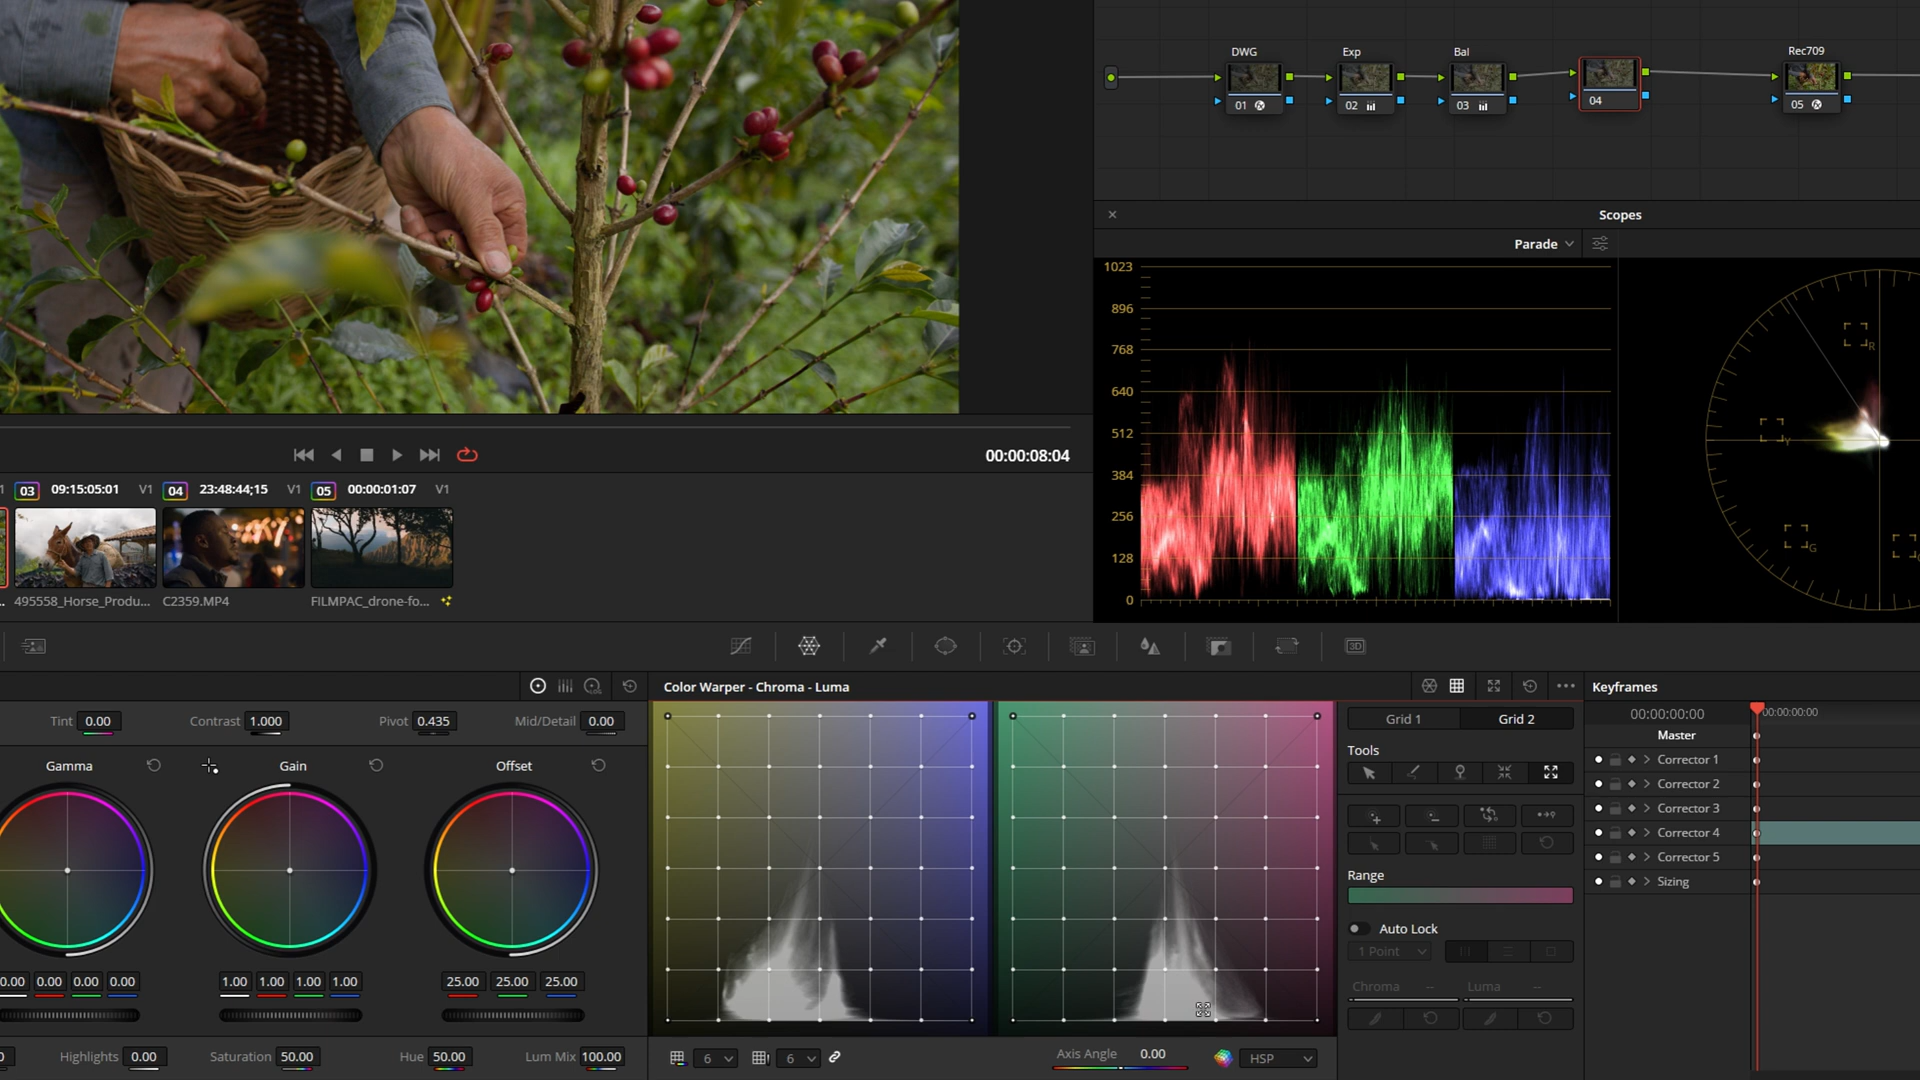 DWG
Exp
Bal
Rec709
01
02
03
04
05
Scopes
Parade
1023
896
768
640
512
384
256
128
0
R
Y
G
00:00:08:04
03 09:15:05:01 V1
04 23:48:44;15 V1
05 00:00:01:07 V1
495558_Horse_Produ...
C2359.MP4
FILMPAC_drone-fo...
3D
Tint 0.00
Contrast 1.000
Pivot 0.435
Mid/Detail 0.00
Gamma
Gain
Offset
0.00 0.00 0.00 0.00
1.00 1.00 1.00 1.00
25.00 25.00 25.00
Highlights 0.00
Saturation 50.00
Hue 50.00
Lum Mix 100.00
Color Warper - Chroma - Luma
6
6
Axis Angle 0.00
HSP
Grid 1
Grid 2
Tools
Range
Auto Lock
1 Point
Chroma --
Luma --
Keyframes
00:00:00:00
00:00:00:00
Master
Corrector 1
Corrector 2
Corrector 3
Corrector 4
Corrector 5
Sizing